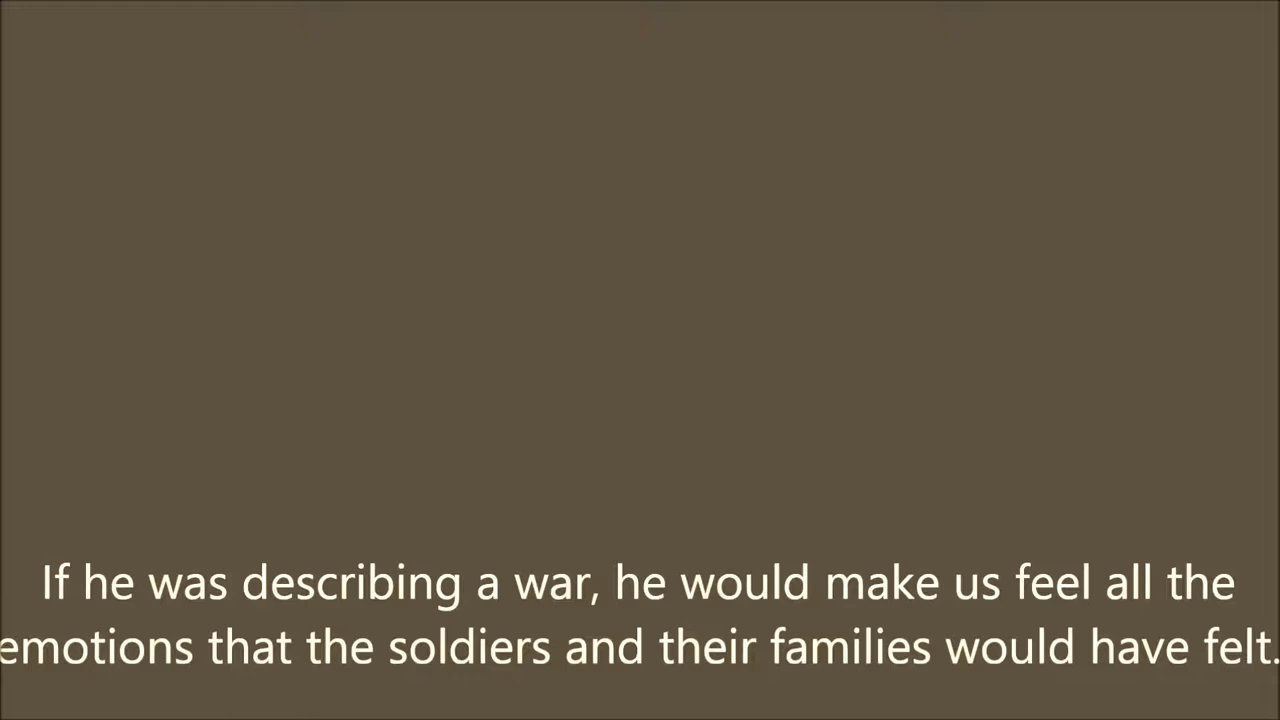 If he was describing a war, he would make us feel all the
emotions that the soldiers and their families would have felt.